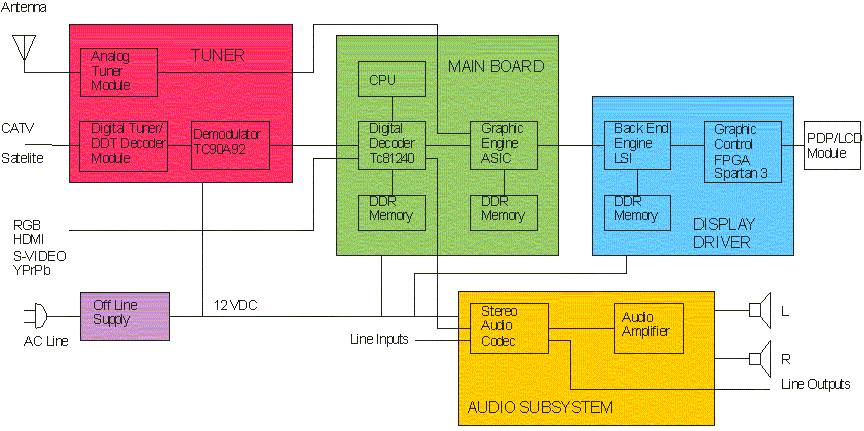 Antenna
TUNER
Analog
Tuner
Module
CATV
Satelite
Digital Tuner/
DDT Decoder
Module
Demodulator
TC90A92
MAIN BOARD
CPU
Digital
Decoder
Tc81240
Graphic
Engine
ASIC
DDR
Memory
DDR
Memory
Back End
Engine
LSI
Graphic
Control
FPGA
Spartan 3
DDR
Memory
DISPLAY
DRIVER
PDP/LCD
Module
RGB
HDMI
S-VIDEO
YPrPb
AC Line
Off Line
Supply
12VDC
Line Inputs
Stereo
Audio
Codec
Audio
Amplifier
AUDIO SUBSYSTEM
L
R
Line Outputs